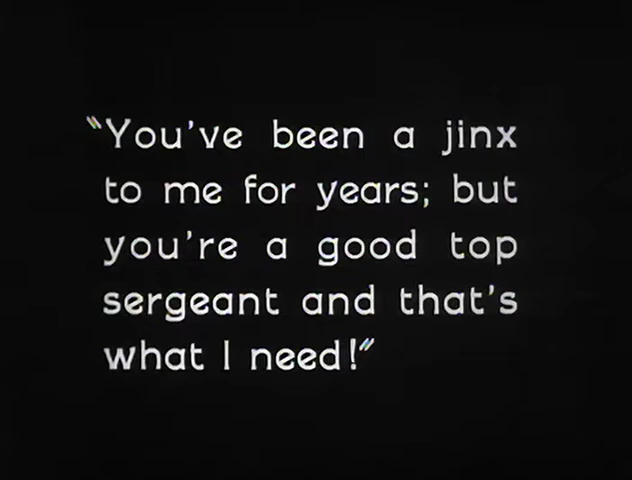 "You've been a jinx
to me for years; but
you're a good top
sergeant and that's
what I need!"